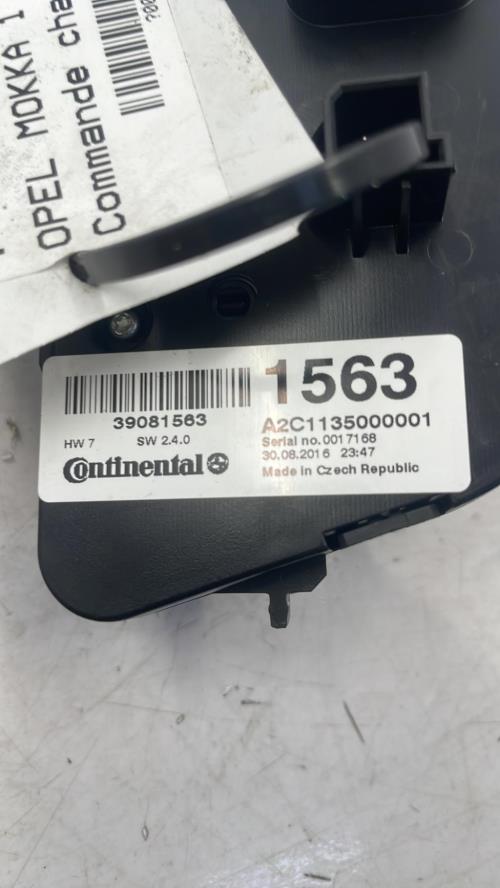 OPEL MOKKA 1
Commande cha
1563
39081563
A2C1135000001
HW 7 SW 2.4.0
Serial no.0017168
30.08.2016 23:47
Continental
Made in Czech Republic